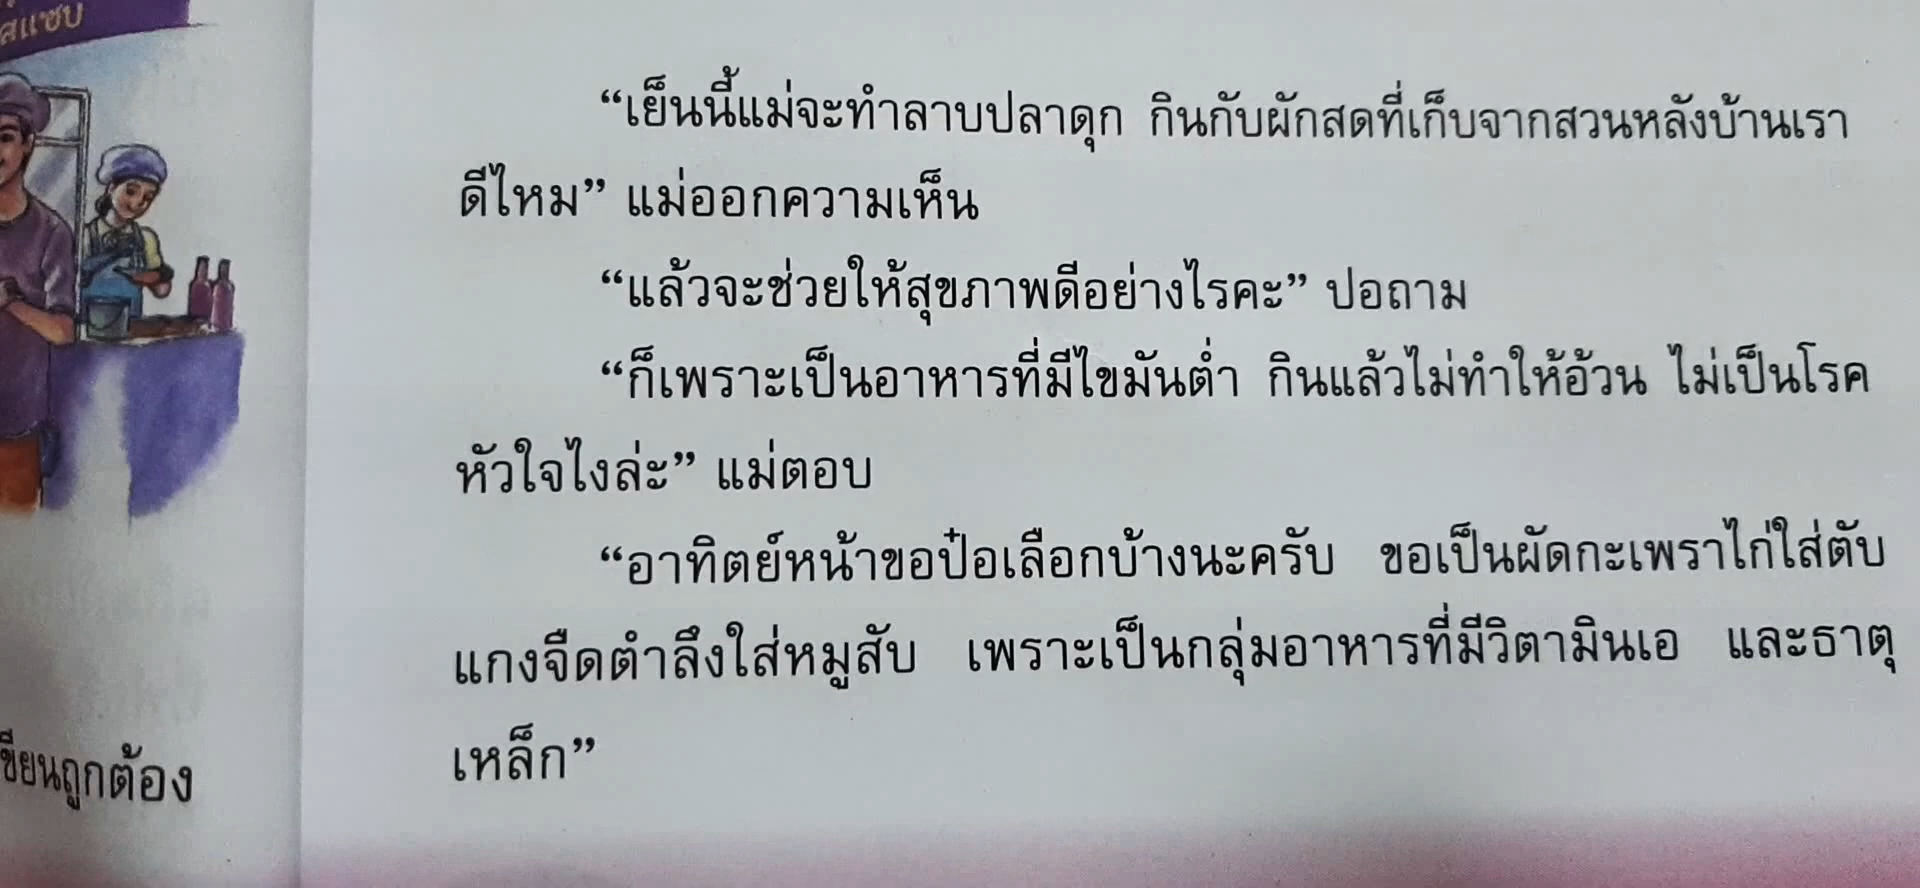 “เย็นนี้แม่จะทำลาบปลาดุก กินกับผักสดที่เก็บจากสวนหลังบ้านเรา
ดีไหม” แม่ออกความเห็น
“แล้วจะช่วยให้สุขภาพดีอย่างไรคะ” ปอถาม
“ก็เพราะเป็นอาหารที่มีไขมันต่ำ กินแล้วไม่ทำให้อ้วน ไม่เป็นโรค
หัวใจไงล่ะ” แม่ตอบ
“อาทิตย์หน้าขอป๋อเลือกบ้างนะครับ ขอเป็นผัดกะเพราไก่ใส่ตับ
แกงจืดตำลึงใส่หมูสับ เพราะเป็นกลุ่มอาหารที่มีวิตามินเอ และธาตุ
เหล็ก”
ถูกต้อง